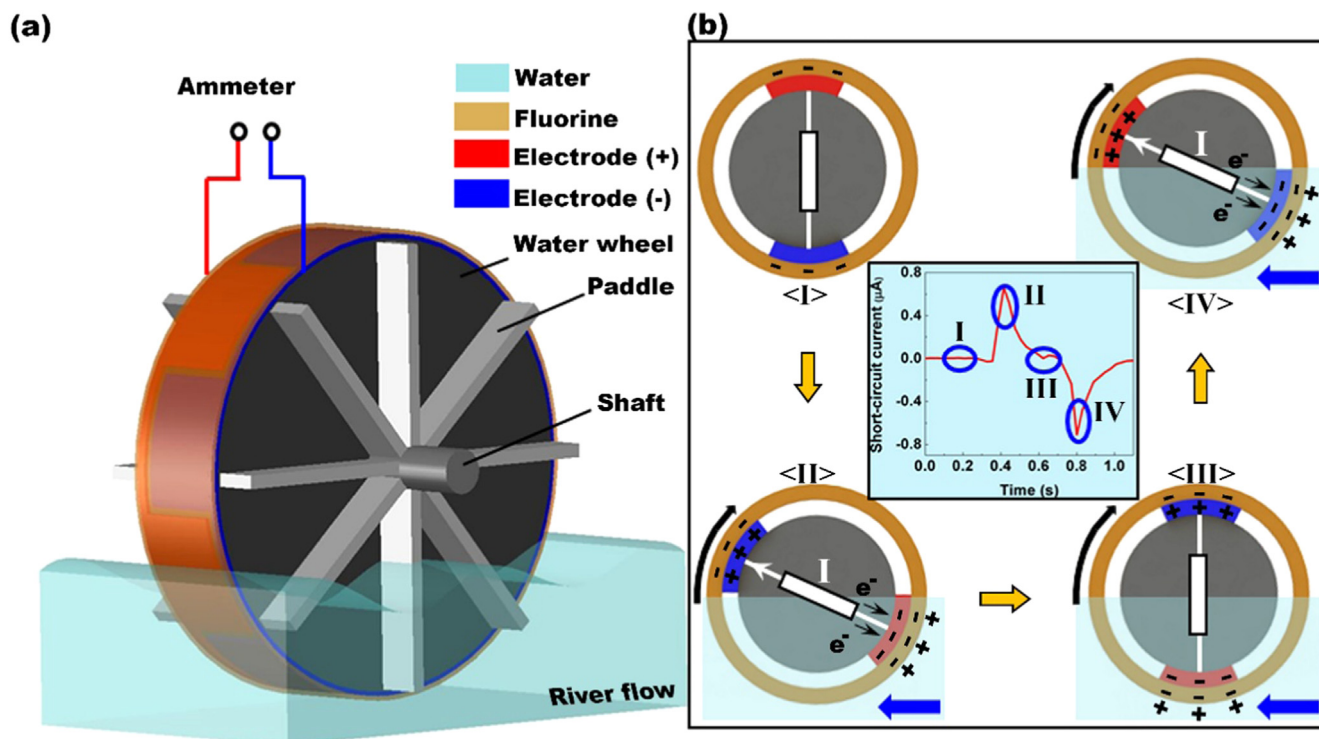 (a)
Ammeter
Water
Fluorine
Electrode (+)
Electrode (-)
Water wheel
Paddle
Shaft
River flow
(b)
- - -
- - -
<I>
- - -
+ + +
I
e-
e-
- - -
+ + +
<IV>
Short-circuit current (μA)
0.8
0.4
0.0
-0.4
-0.8
I
II
III
IV
0.0 0.2 0.4 0.6 0.8 1.0
Time (s)
<II>
- - -
+ + +
I
e-
e-
- - -
+ + +
<III>
- - -
+ + +
- - -
+ + +